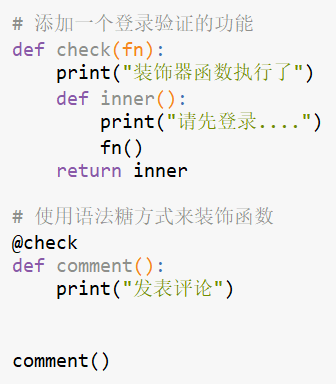 # 添加一个登录验证的功能
def check(fn):
    print("装饰器函数执行了")
    def inner():
        print("请先登录....")
        fn()
    return inner

# 使用语法糖方式来装饰函数
@check
def comment():
    print("发表评论")


comment()